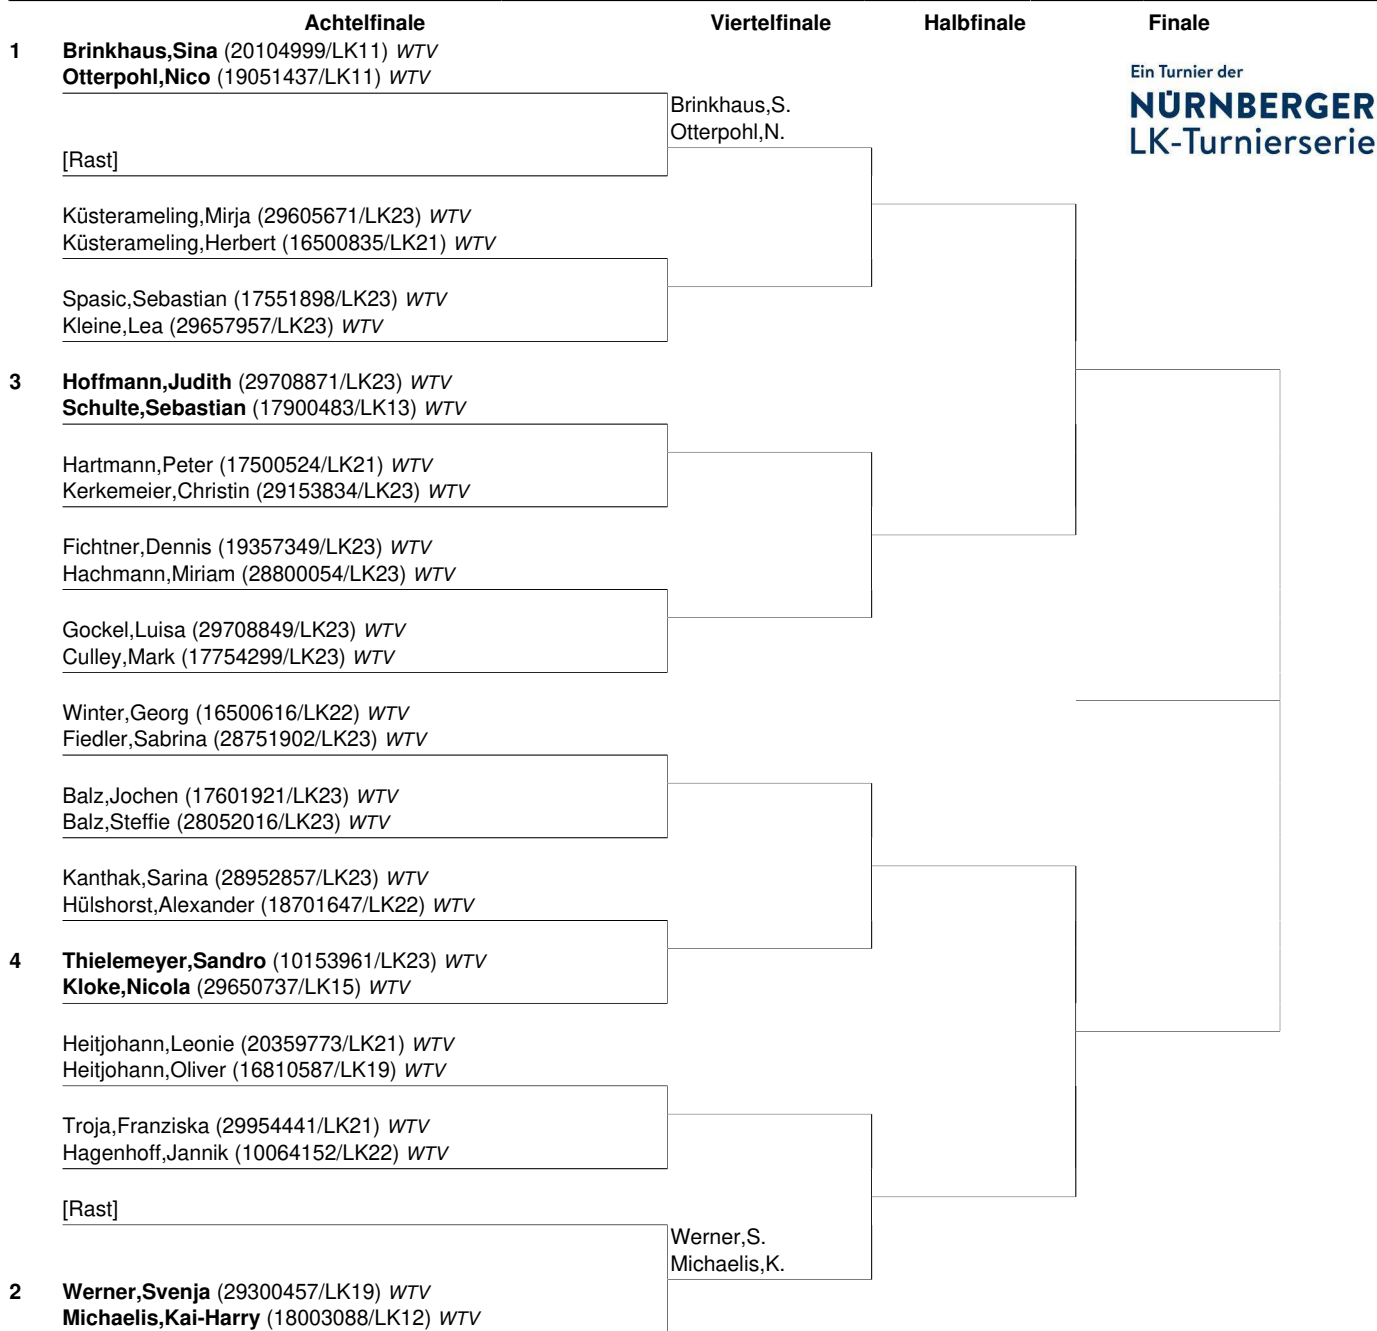 Achtelfinale Viertelfinale Halbfinale Finale
1 Brinkhaus,Sina (20104999/LK11) WTV
Otterpohl,Nico (19051437/LK11) WTV
Ein Turnier der
NÜRNBERGER
LK-Turnierserie
Brinkhaus,S.
Otterpohl,N.
[Rast]
Küsterameling,Mirja (29605671/LK23) WTV
Küsterameling,Herbert (16500835/LK21) WTV
Spasic,Sebastian (17551898/LK23) WTV
Kleine,Lea (29657957/LK23) WTV
3 Hoffmann,Judith (29708871/LK23) WTV
Schulte,Sebastian (17900483/LK13) WTV
Hartmann,Peter (17500524/LK21) WTV
Kerkemeier,Christin (29153834/LK23) WTV
Fichtner,Dennis (19357349/LK23) WTV
Hachmann,Miriam (28800054/LK23) WTV
Gockel,Luisa (29708849/LK23) WTV
Culley,Mark (17754299/LK23) WTV
Winter,Georg (16500616/LK22) WTV
Fiedler,Sabrina (28751902/LK23) WTV
Balz,Jochen (17601921/LK23) WTV
Balz,Steffie (28052016/LK23) WTV
Kanthak,Sarina (28952857/LK23) WTV
Hülshorst,Alexander (18701647/LK22) WTV
4 Thielemeyer,Sandro (10153961/LK23) WTV
Kloke,Nicola (29650737/LK15) WTV
Heitjohann,Leonie (20359773/LK21) WTV
Heitjohann,Oliver (16810587/LK19) WTV
Troja,Franziska (29954441/LK21) WTV
Hagenhoff,Jannik (10064152/LK22) WTV
[Rast]
Werner,S.
Michaelis,K.
2 Werner,Svenja (29300457/LK19) WTV
Michaelis,Kai-Harry (18003088/LK12) WTV